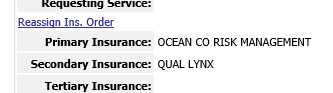 Requesting Service:
Reassign Ins. Order
Primary Insurance: OCEAN CO RISK MANAGEMENT
Secondary Insurance: QUAL LYNX
Tertiary Insurance: